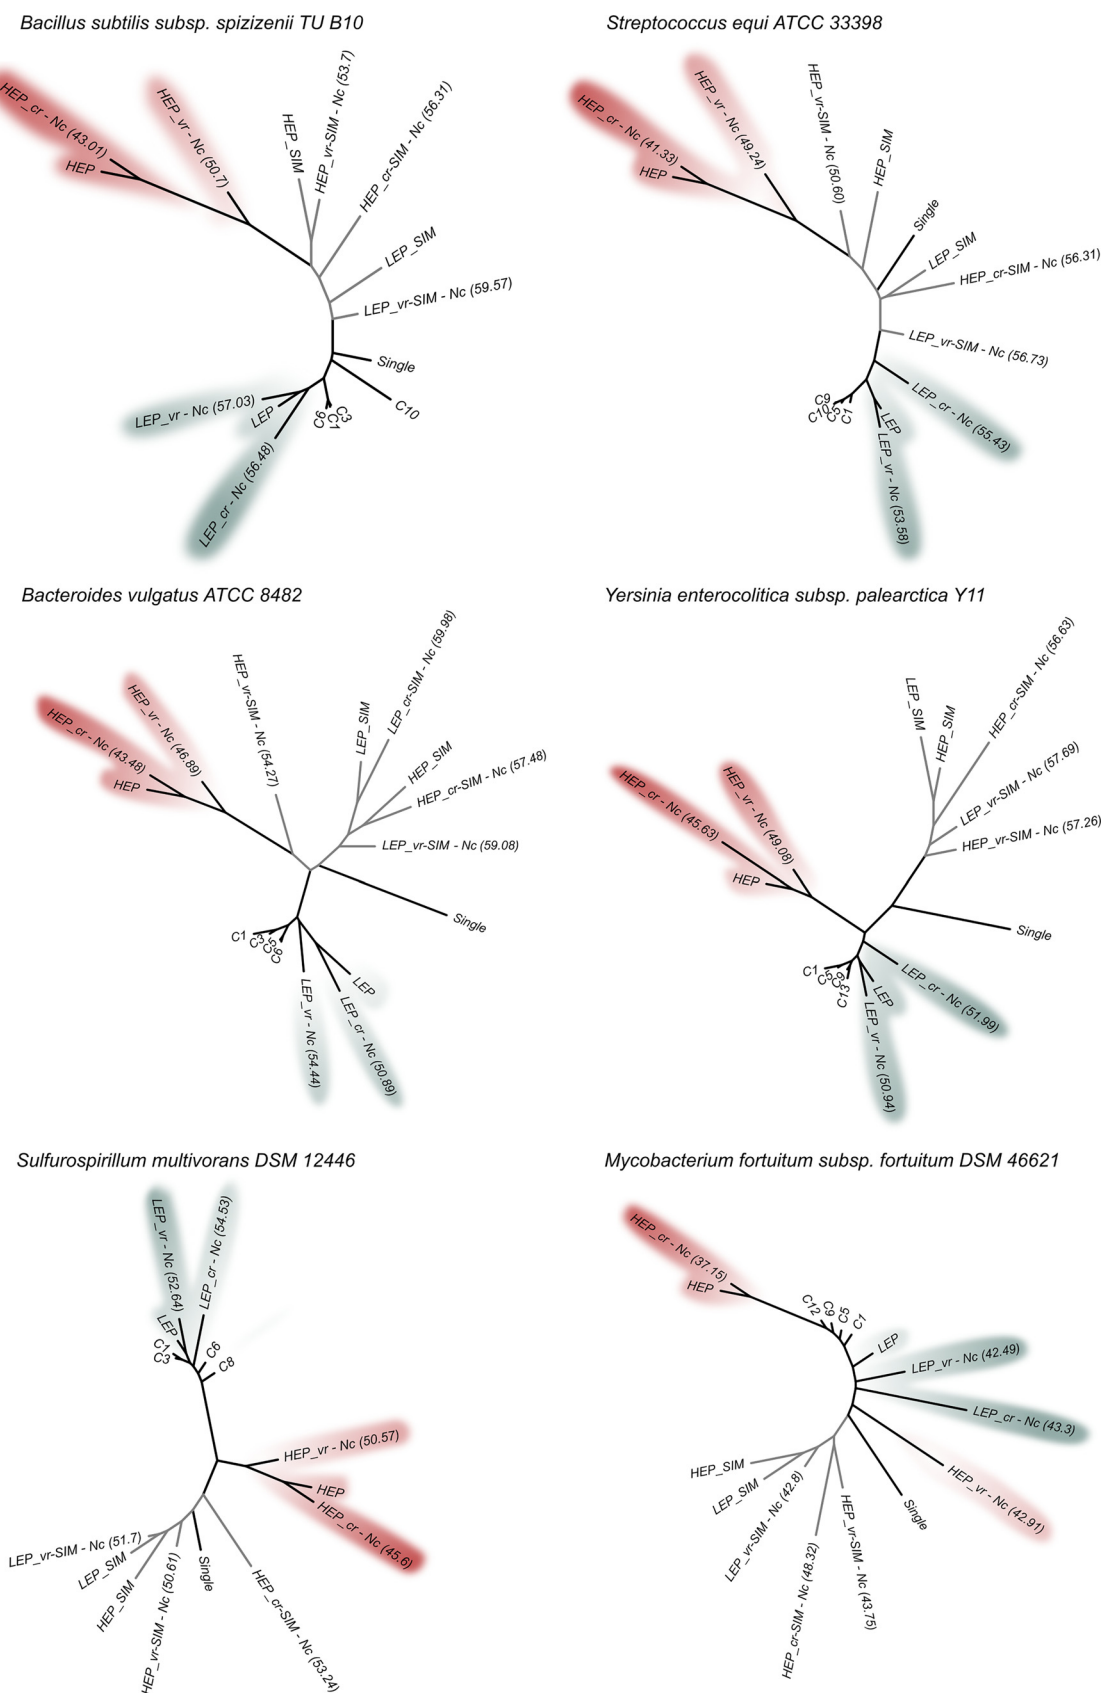 Bacillus subtilis subsp. spizizenii TU B10
HEP_cr - Nc (43.01)
HEP
HEP_vr - Nc (50.7)
HEP_SIM
HEP_vr-SIM - Nc (53.7)
HEP_cr-SIM - Nc (56.31)
LEP_SIM
LEP_vr-SIM - Nc (59.57)
Single
C10
C3
C1
C6
LEP_vr - Nc (57.03)
LEP
LEP_cr - Nc (56.48)
Streptococcus equi ATCC 33398
HEP_cr - Nc (41.33)
HEP
HEP_vr - Nc (49.24)
HEP_vr-SIM - Nc (50.60)
HEP_SIM
Single
LEP_SIM
HEP_cr-SIM - Nc (56.31)
LEP_vr-SIM - Nc (56.73)
LEP_cr - Nc (55.43)
LEP
LEP_vr - Nc (53.58)
C9
C10
C1
Bacteroides vulgatus ATCC 8482
HEP_cr - Nc (43.48)
HEP
HEP_vr - Nc (46.89)
HEP_vr-SIM - Nc (54.27)
LEP_SIM
LEP_cr-SIM - Nc (59.98)
HEP_SIM
HEP_cr-SIM - Nc (57.48)
LEP_vr-SIM - Nc (59.08)
Single
C1
C3
C5
C6
LEP_vr - Nc (54.44)
LEP_cr - Nc (50.89)
LEP
Yersinia enterocolitica subsp. palearctica Y11
HEP_cr - Nc (45.63)
HEP
HEP_vr - Nc (49.08)
LEP_SIM
HEP_SIM
HEP_cr-SIM - Nc (56.63)
LEP_vr-SIM - Nc (57.69)
HEP_vr-SIM - Nc (57.26)
Single
LEP_cr - Nc (51.99)
LEP
LEP_vr - Nc (50.94)
C1
C5
C9
C13
Sulfurospirillum multivorans DSM 12446
LEP_vr - Nc (52.64)
LEP_cr - Nc (54.53)
LEP
C1
C3
C6
C8
HEP_vr - Nc (50.57)
HEP
HEP_cr - Nc (45.6)
LEP_vr-SIM - Nc (51.7)
LEP_SIM
HEP_SIM
HEP_vr-SIM - Nc (50.61)
Single
HEP_cr-SIM - Nc (53.24)
Mycobacterium fortuitum subsp. fortuitum DSM 46621
HEP_cr - Nc (37.15)
HEP
C12
C9
C5
C1
LEP
LEP_vr - Nc (42.49)
LEP_cr - Nc (43.3)
HEP_vr - Nc (42.91)
Single
HEP_SIM
LEP_SIM
LEP_vr-SIM - Nc (42.8)
HEP_cr-SIM - Nc (48.32)
HEP_vr-SIM - Nc (43.75)